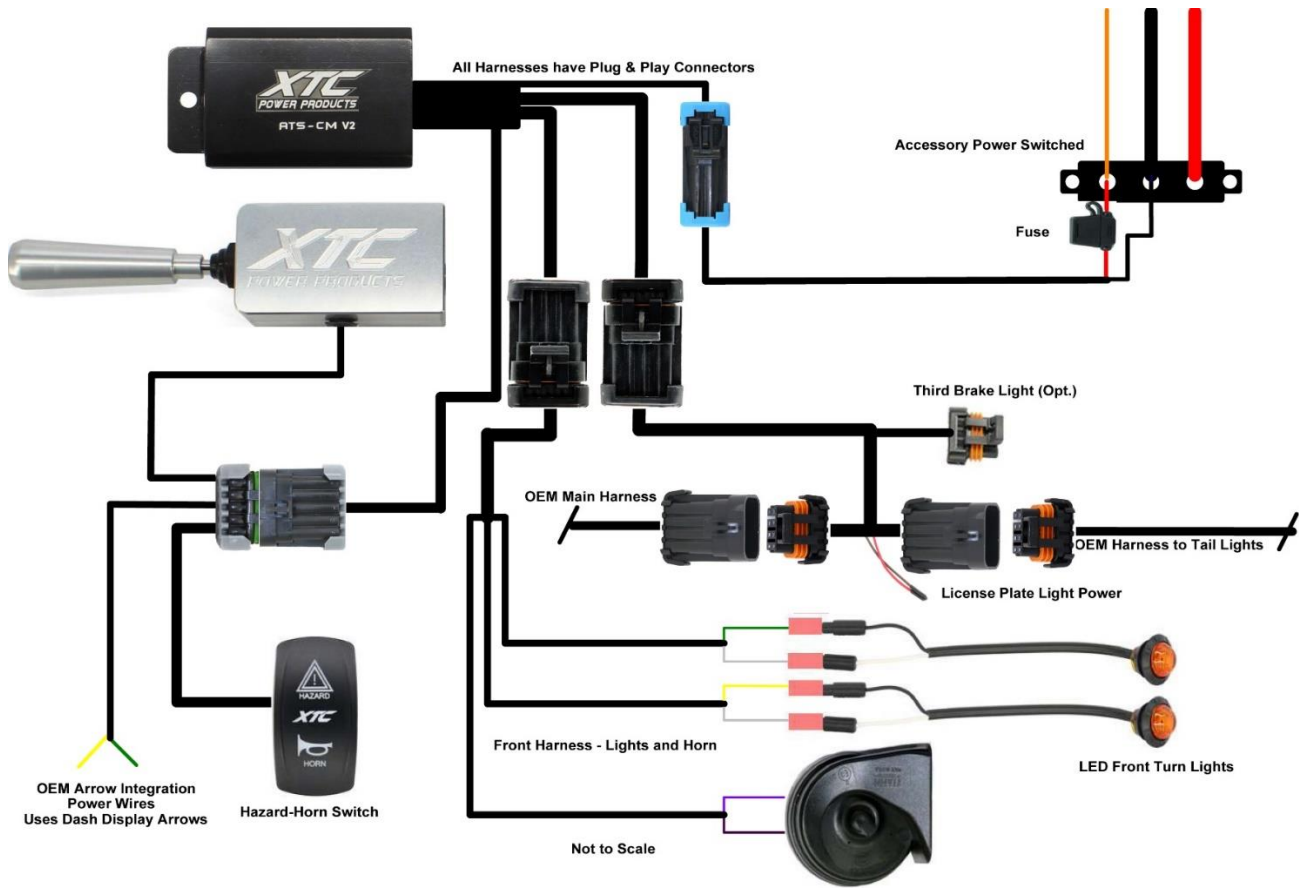 XTC
POWER PRODUCTS
ATS-CM V2
All Harnesses have Plug & Play Connectors
Accessory Power Switched
Fuse
XTC
POWER PRODUCTS
Third Brake Light (Opt.)
OEM Main Harness
OEM Harness to Tail Lights
License Plate Light Power
HAZARD
XTC
HORN
Front Harness - Lights and Horn
LED Front Turn Lights
OEM Arrow Integration
Power Wires
Uses Dash Display Arrows
Hazard-Horn Switch
Not to Scale